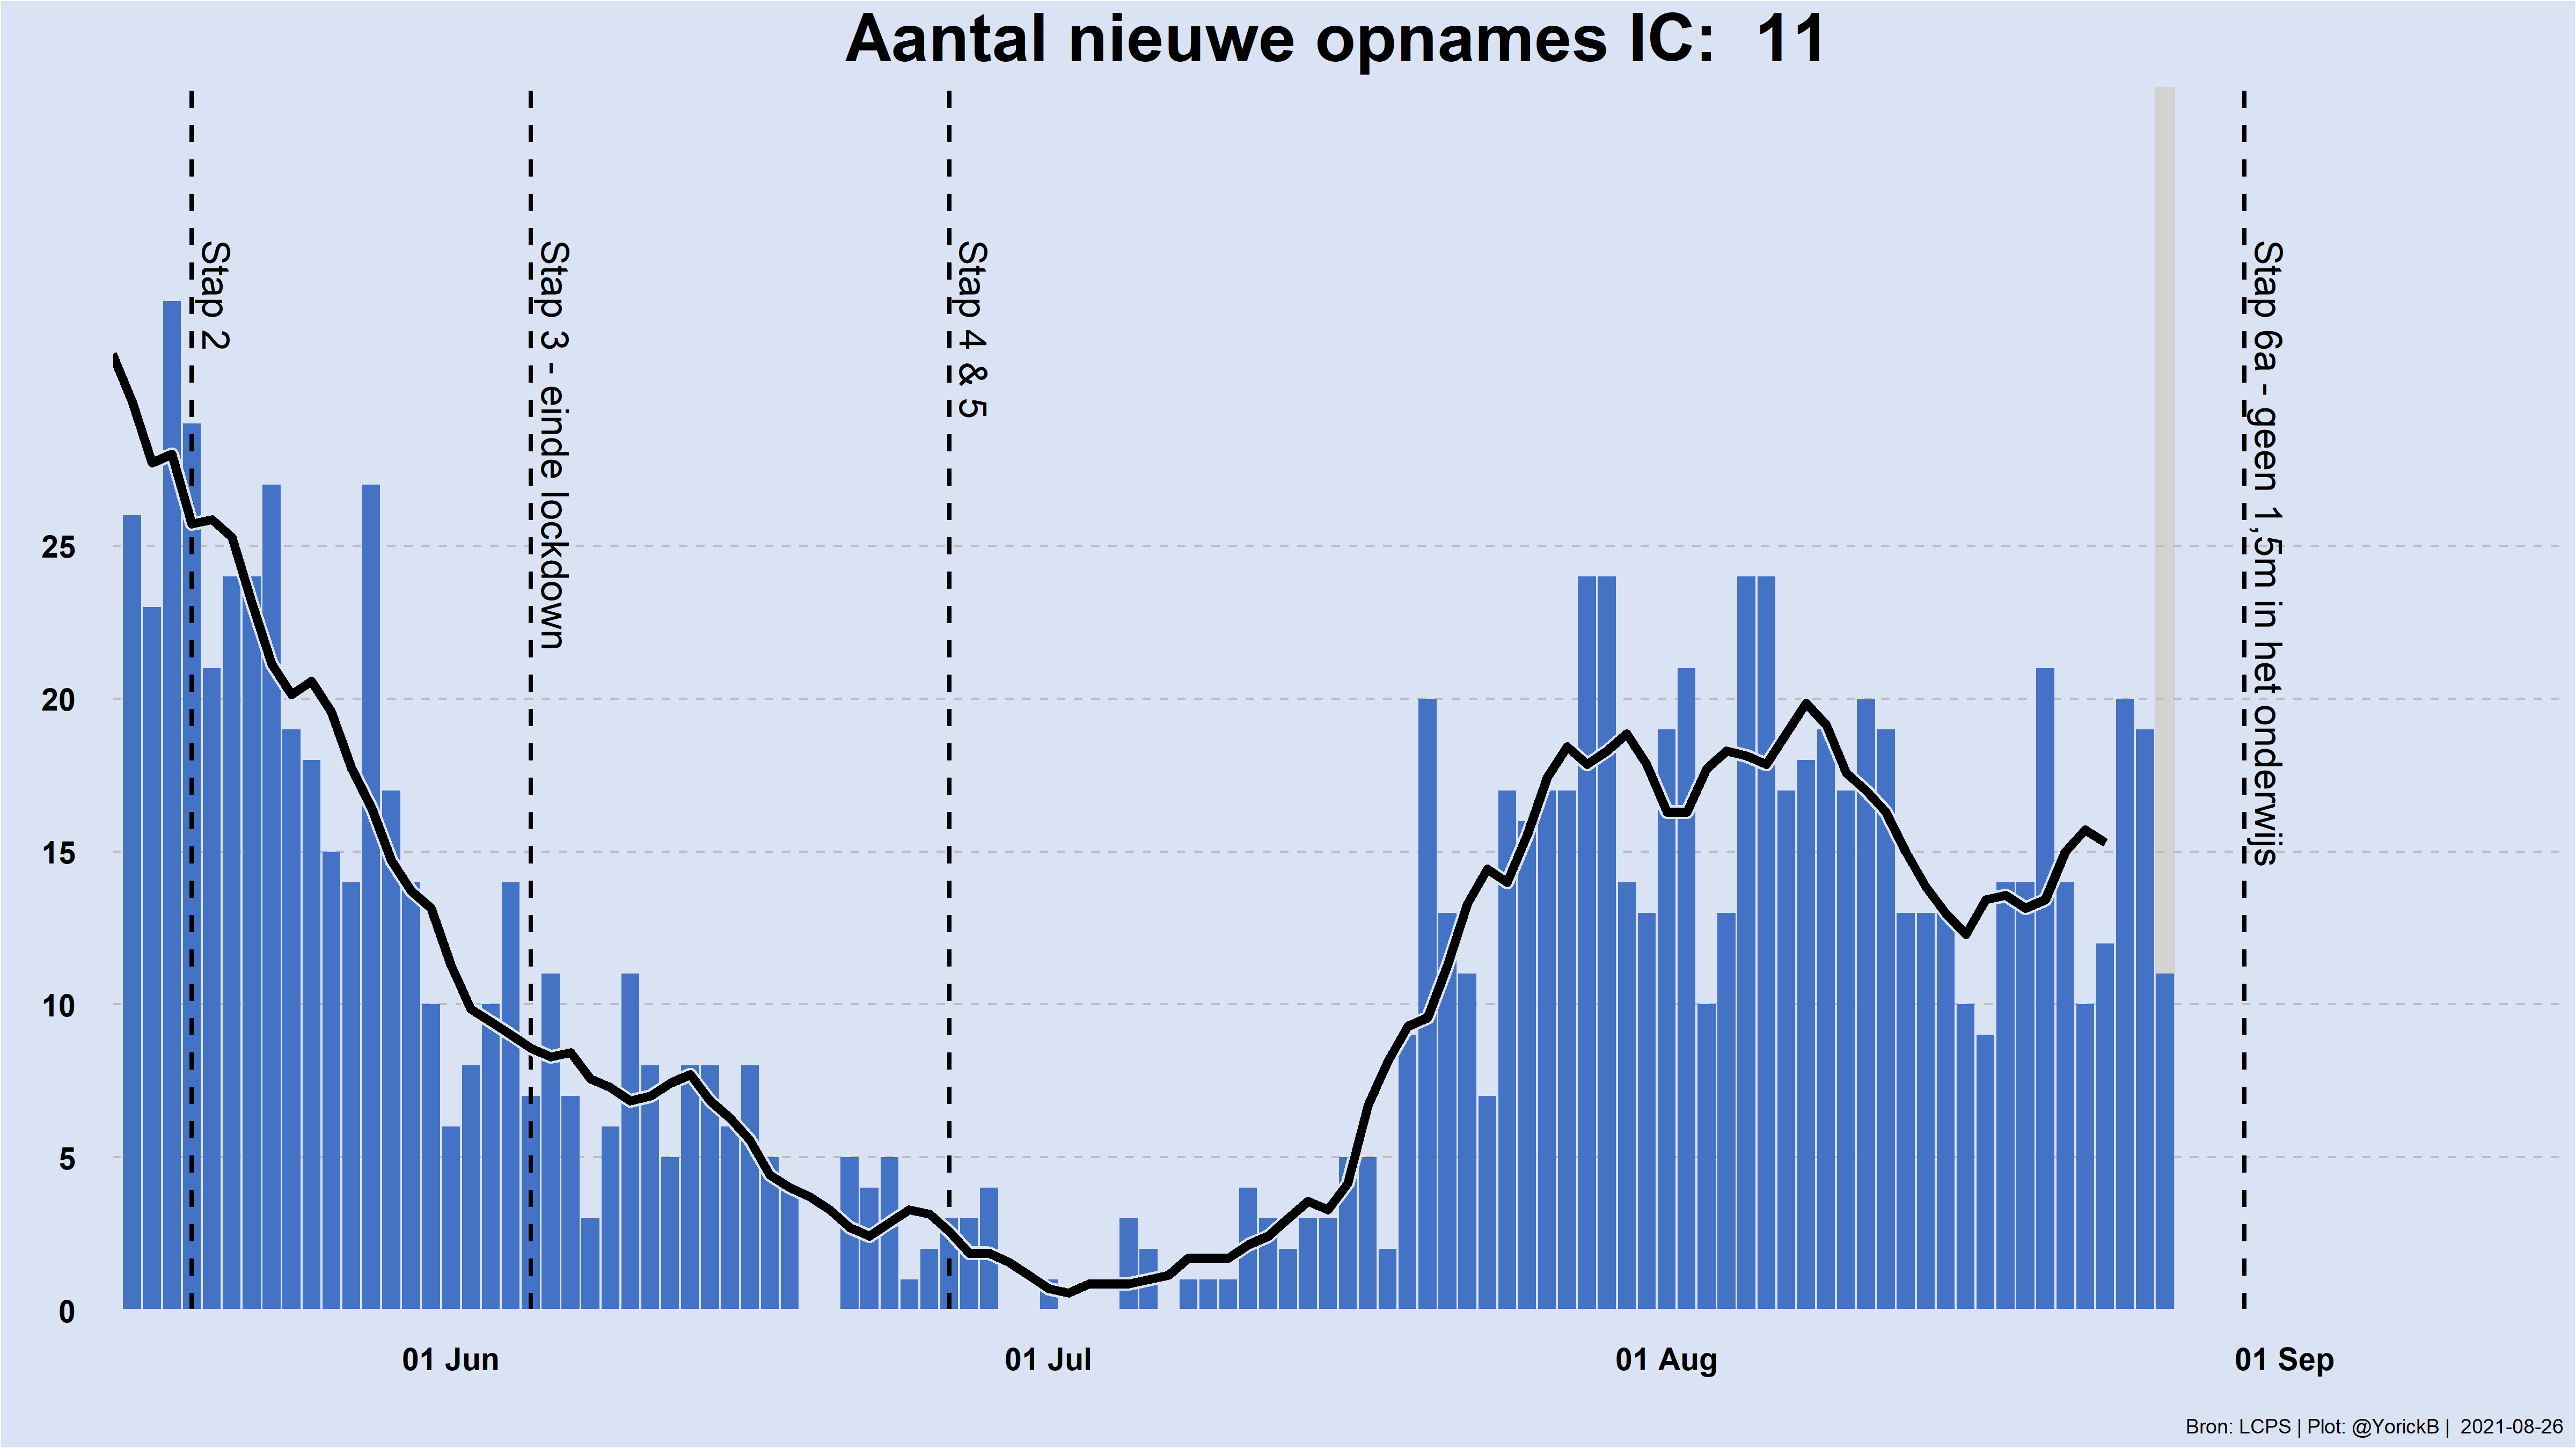 Aantal nieuwe opnames IC:  11
Stap 2
Stap 3 - einde lockdown
Stap 4 & 5
Stap 6a - geen 1,5m in het onderwijs
25
20
15
10
5
0
01 Jun
01 Jul
01 Aug
01 Sep
Bron: LCPS | Plot: @YorickB |  2021-08-26